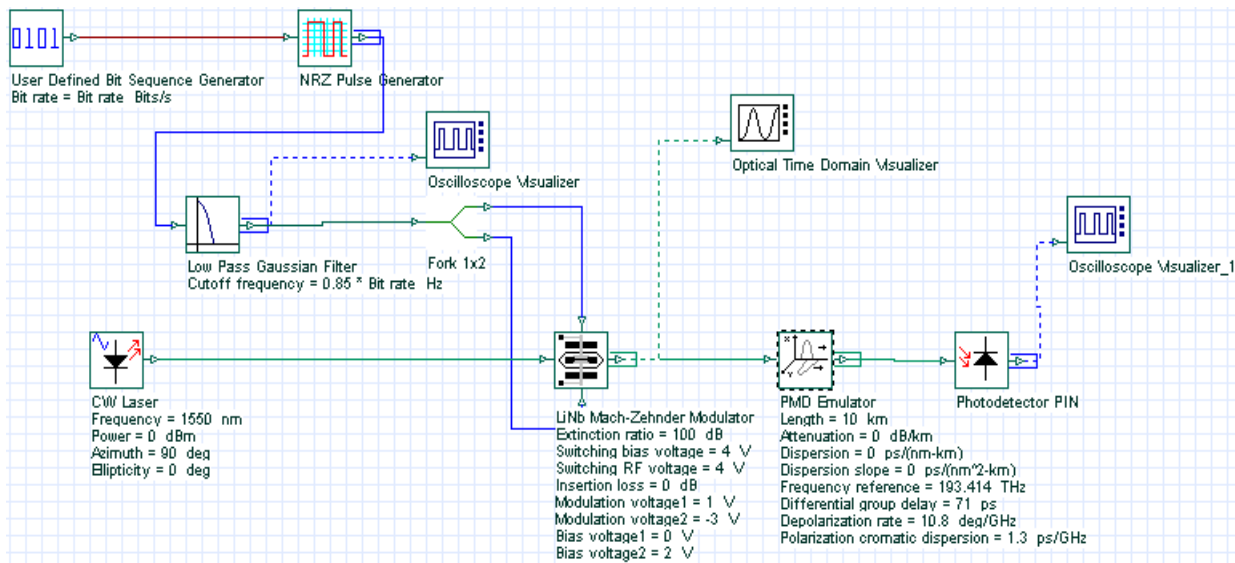 0101
User Defined Bit Sequence Generator
Bit rate = Bit rate Bits/s
NRZ Pulse Generator
Oscilloscope Visualizer
Optical Time Domain Visualizer
Oscilloscope Visualizer_1
Low Pass Gaussian Filter
Cutoff frequency = 0.85 * Bit rate Hz
Fork 1x2
CW Laser
Frequency = 1550 nm
Power = 0 dBm
Azimuth = 90 deg
Ellipticity = 0 deg
LiNb Mach-Zehnder Modulator
Extinction ratio = 100 dB
Switching bias voltage = 4 V
Switching RF voltage = 4 V
Insertion loss = 0 dB
Modulation voltage1 = 1 V
Modulation voltage2 = -3 V
Bias voltage1 = 0 V
Bias voltage2 = 2 V
X
Y
PMD Emulator
Length = 10 km
Attenuation = 0 dB/km
Dispersion = 0 ps/(nm-km)
Dispersion slope = 0 ps/(nm^2-km)
Frequency reference = 193.414 THz
Differential group delay = 71 ps
Depolarization rate = 10.8 deg/GHz
Polarization cromatic dispersion = 1.3 ps/GHz
Photodetector PIN